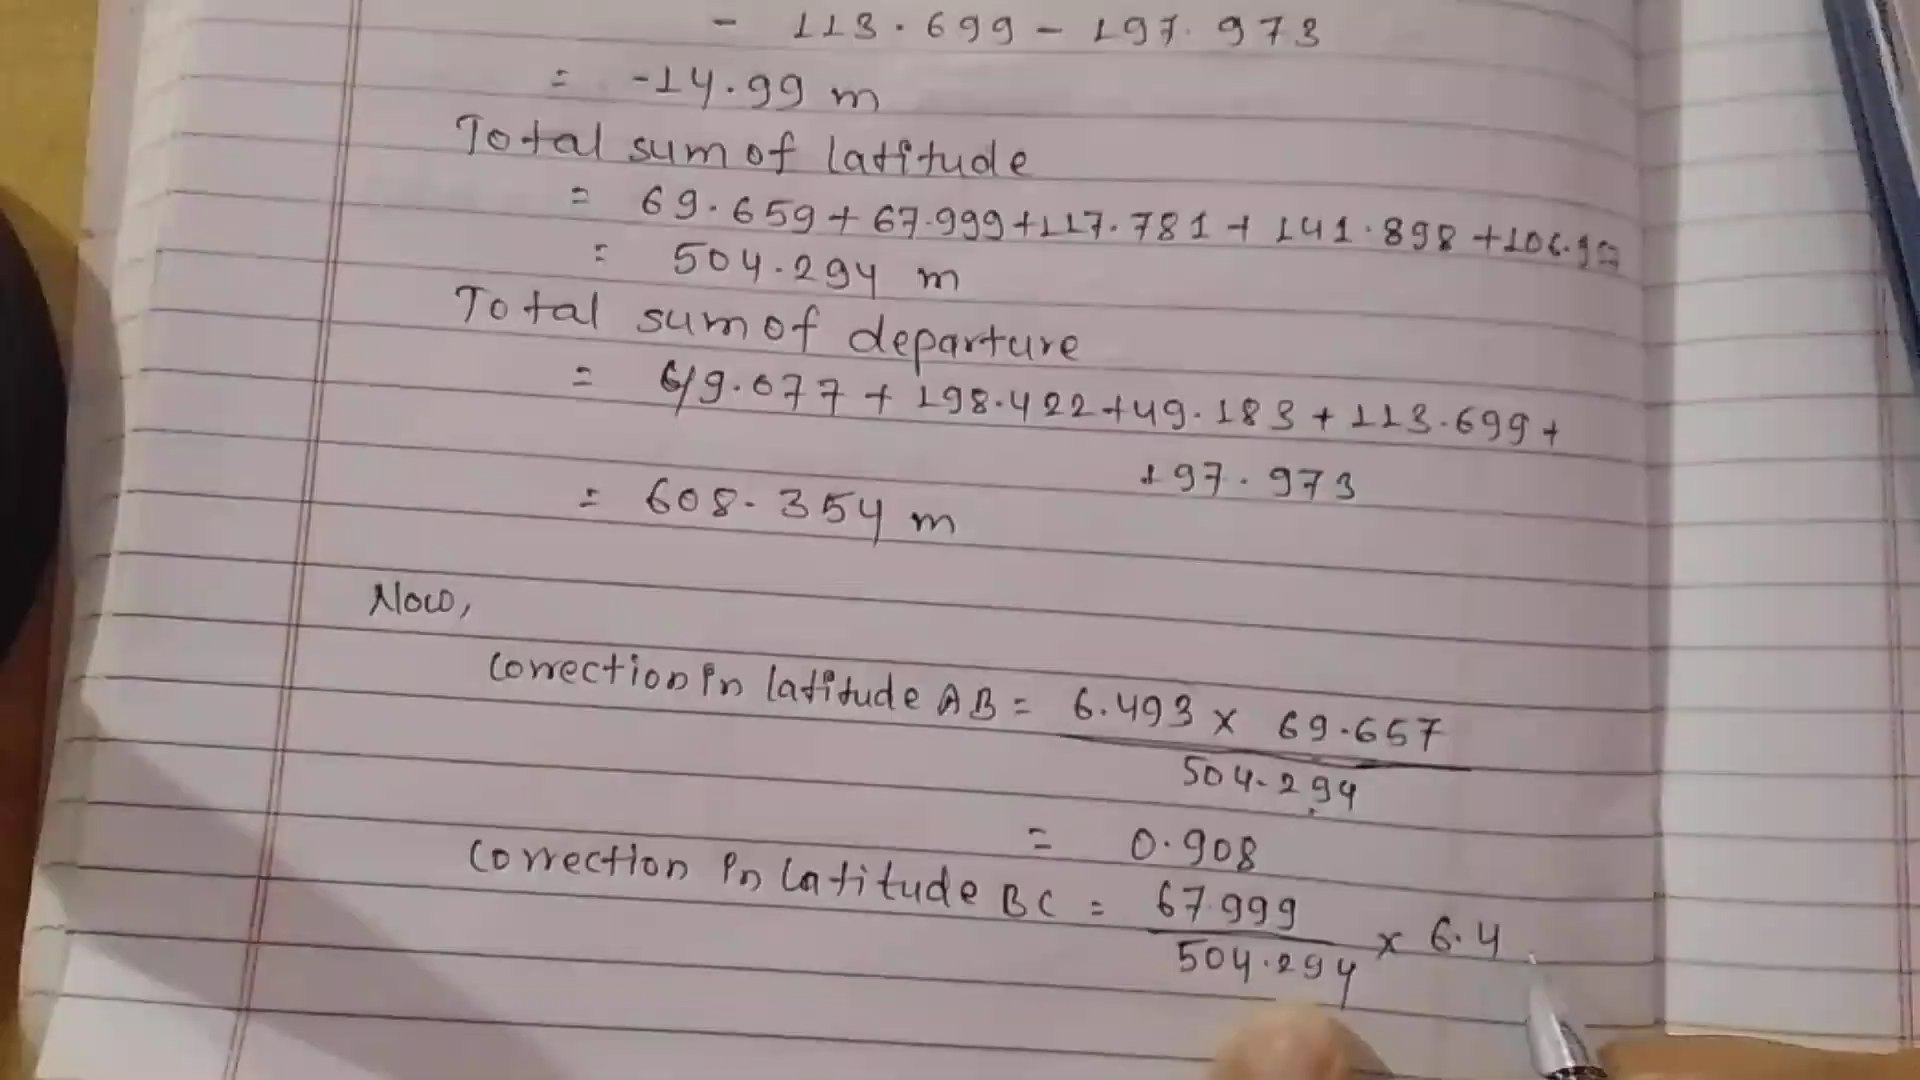 - 113.699 - 197.973
= -14.99 m
Total sum of latitude
= 69.659 + 67.999 + 117.781 + 141.898 + 106.95
= 504.294 m
Total sum of departure
= 619.077 + 198.422 + 49.183 + 113.699 +
197.973
= 608.354 m
Now,
Correction in latitude AB = 6.493 x 69.657
504.294
= 0.908
Correction in latitude BC = 67.999
504.294 x 6.4